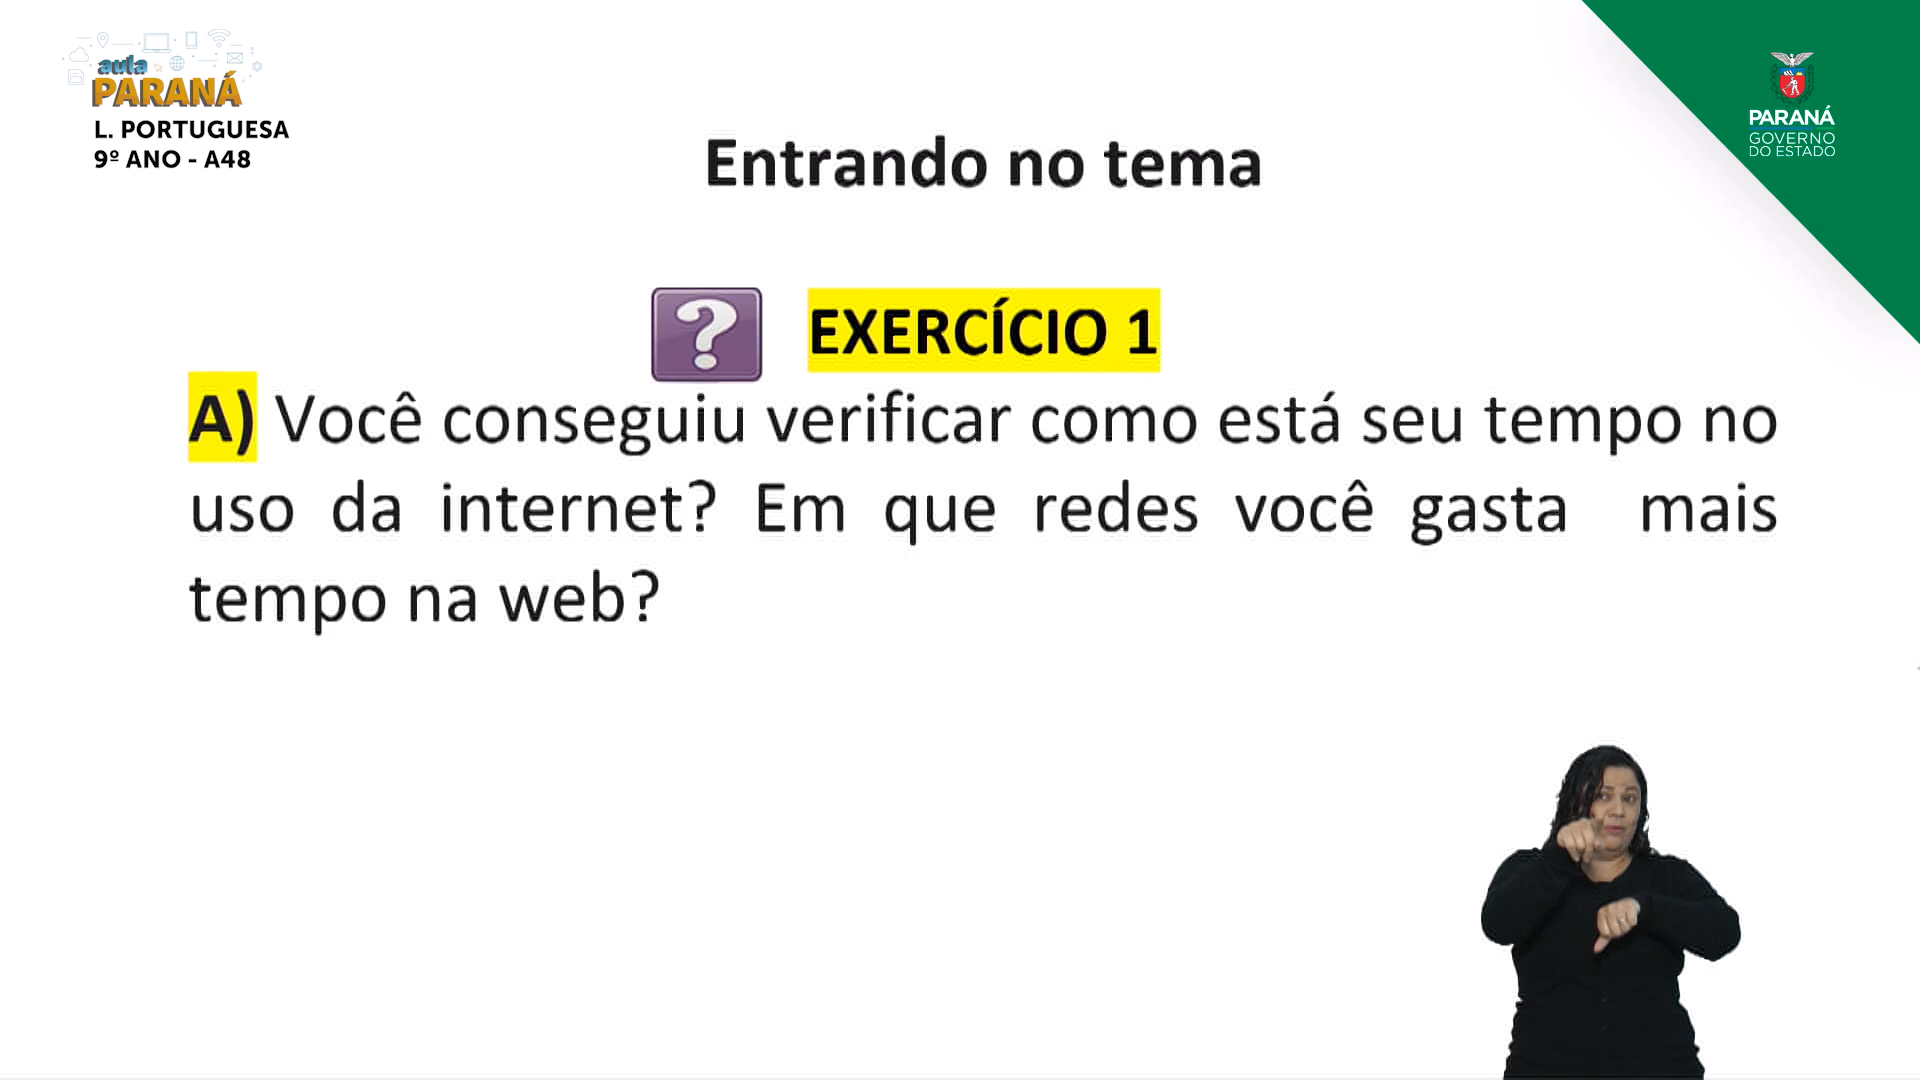 aula
PARANÁ
L. PORTUGUESA
9º ANO - A48
PARANÁ
GOVERNO
DO ESTADO
Entrando no tema
?
EXERCÍCIO 1
A) Você conseguiu verificar como está seu tempo no
uso da internet? Em que redes você gasta mais
tempo na web?